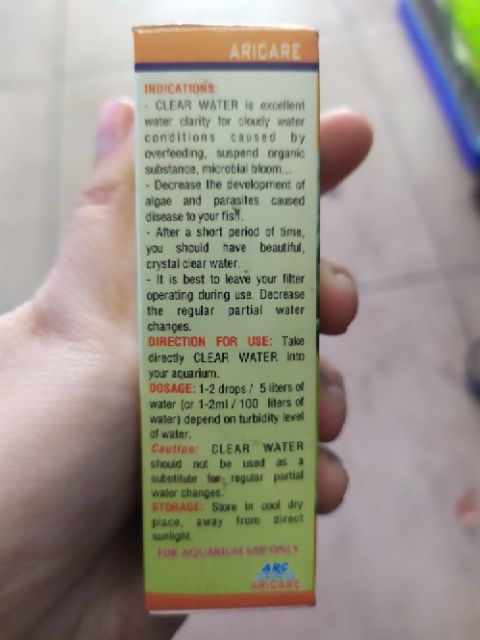 ARICARE
INDICATIONS:
- CLEAR WATER is excellent
water clarity for cloudy water
conditions caused by
overfeeding, suspend organic
substance, microbial bloom...
- Decrease the development of
algae and parasites caused
disease to your fish.
- After a short period of time,
you should have beautiful,
crystal clear water.
- It is best to leave your filter
operating during use. Decrease
the regular partial water
changes.
DIRECTION FOR USE: Take
directly CLEAR WATER into
your aquarium.
DOSAGE: 1-2 drops / 5 liters of
water (or 1-2ml / 100 liters of
water) depend on turbidity level
of water.
Caution: CLEAR WATER
should not be used as a
substitute for regular partial
water changes.
STORAGE: Store in cool dry
place, away from direct
sunlight.
FOR AQUARIUM USE ONLY
ARC
ARICARE